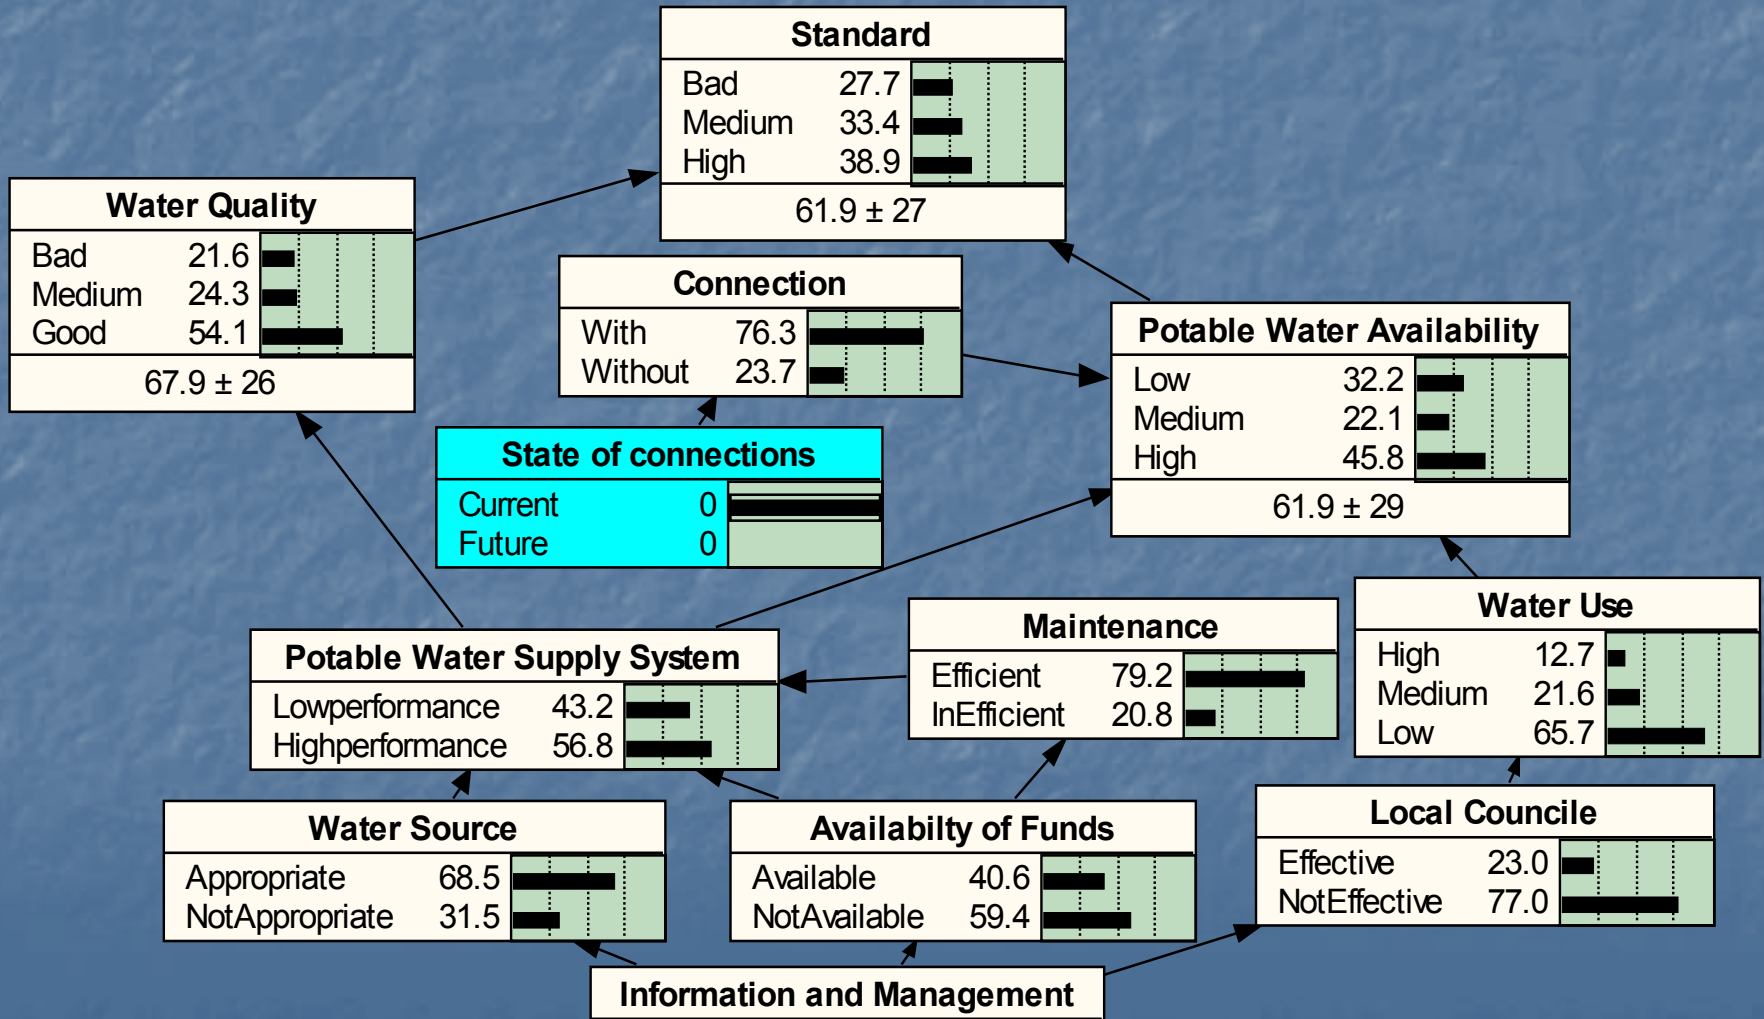 Standard
Bad 27.7
Medium 33.4
High 38.9
61.9 ± 27
Water Quality
Bad 21.6
Medium 24.3
Good 54.1
67.9 ± 26
Connection
With 76.3
Without 23.7
Potable Water Availability
Low 32.2
Medium 22.1
High 45.8
61.9 ± 29
State of connections
Current 0
Future 0
Water Use
High 12.7
Medium 21.6
Low 65.7
Maintenance
Efficient 79.2
InEfficient 20.8
Potable Water Supply System
Lowperformance 43.2
Highperformance 56.8
Water Source
Appropriate 68.5
NotAppropriate 31.5
Availabilty of Funds
Available 40.6
NotAvailable 59.4
Local Councile
Effective 23.0
NotEffective 77.0
Information and Management